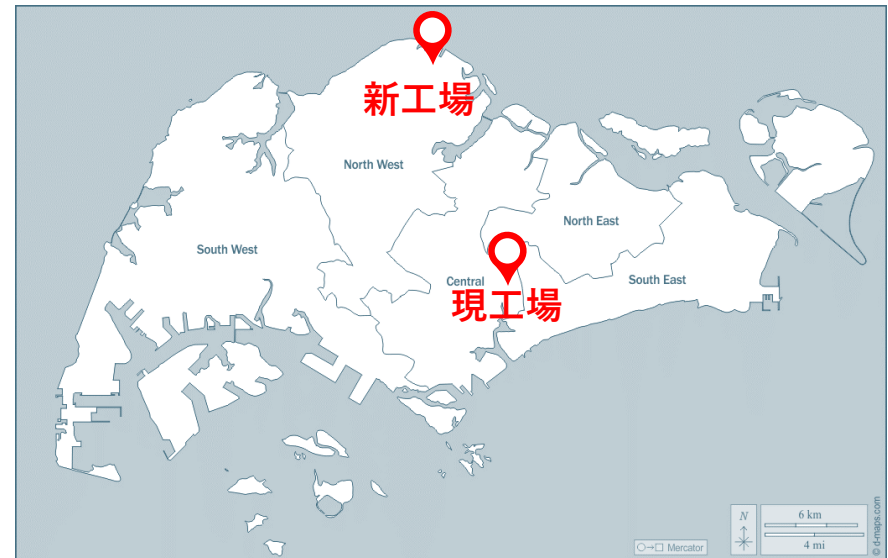 新工場
North West
North East
South West
Central
South East
現工場
N
6 km
4 mi
○→□ Mercator
© d-maps.com